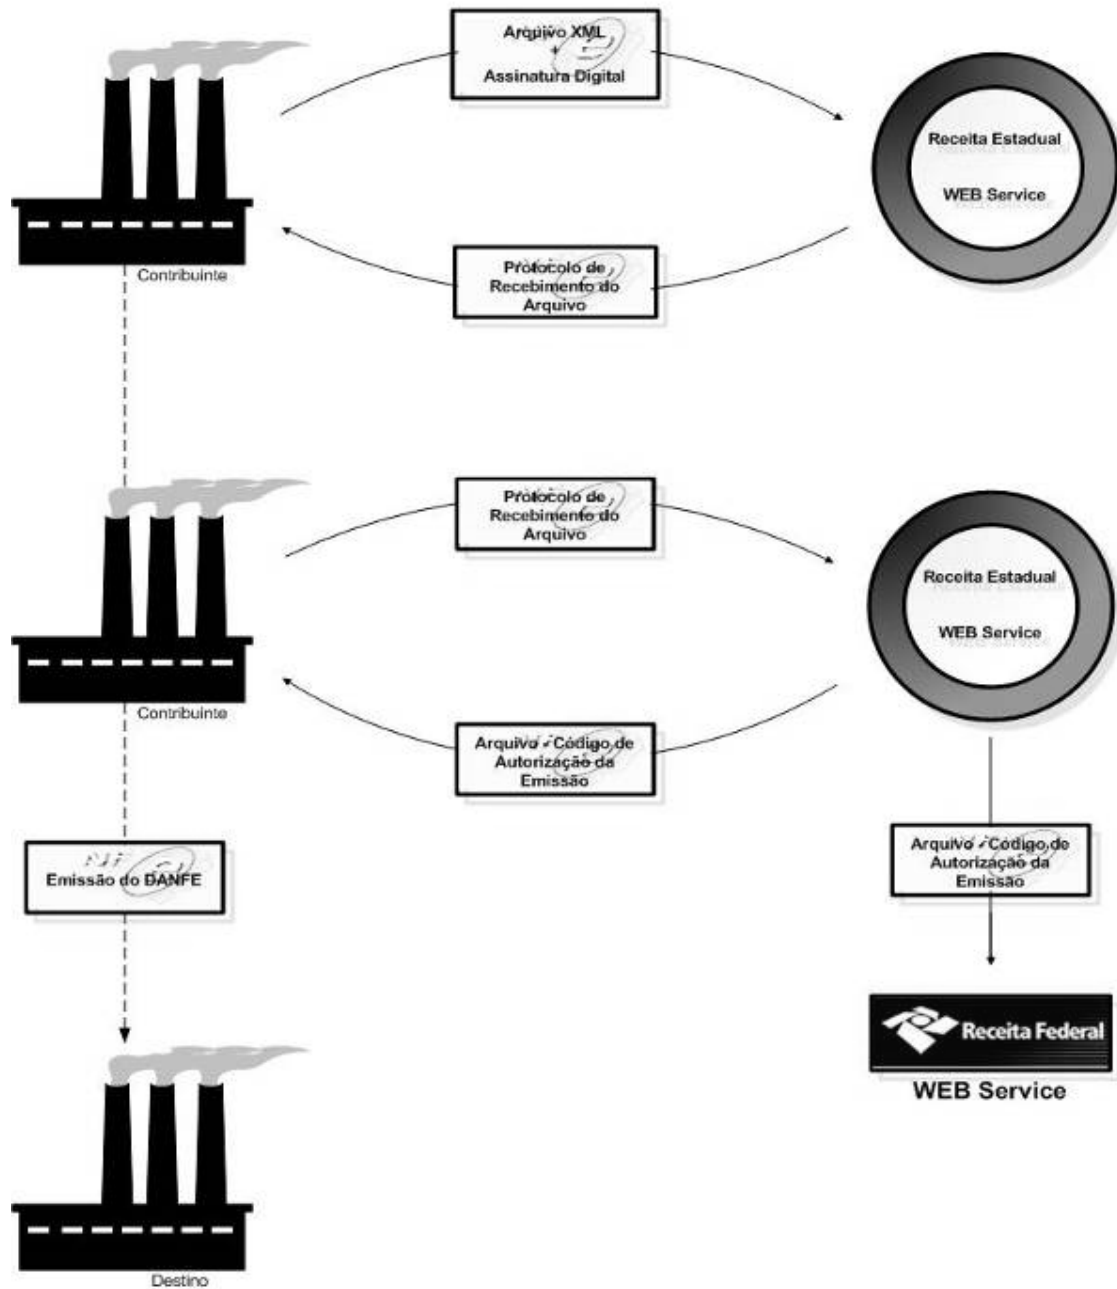 Arquivo XML
+
Assinatura Digital
Receita Estadual
WEB Service
Contribuinte
Protocolo de
Recebimento do
Arquivo
Protocolo de
Recebimento do
Arquivo
Receita Estadual
WEB Service
Contribuinte
Arquivo - Código de
Autorização da
Emissão
Emissão do DANFE
Arquivo - Código de
Autorização da
Emissão
Receita Federal
WEB Service
Destino